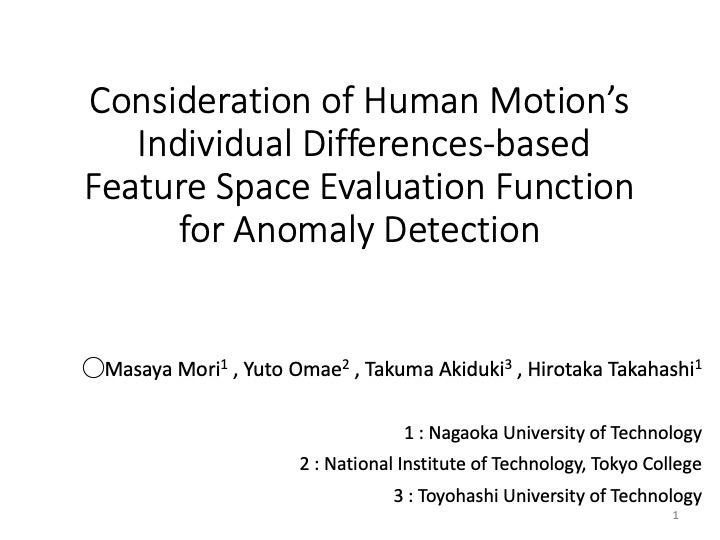 Consideration of Human Motion’s
Individual Differences-based
Feature Space Evaluation Function
for Anomaly Detection
◯Masaya Mori¹ , Yuto Omae² , Takuma Akiduki³ , Hirotaka Takahashi¹
1 : Nagaoka University of Technology
2 : National Institute of Technology, Tokyo College
3 : Toyohashi University of Technology
1